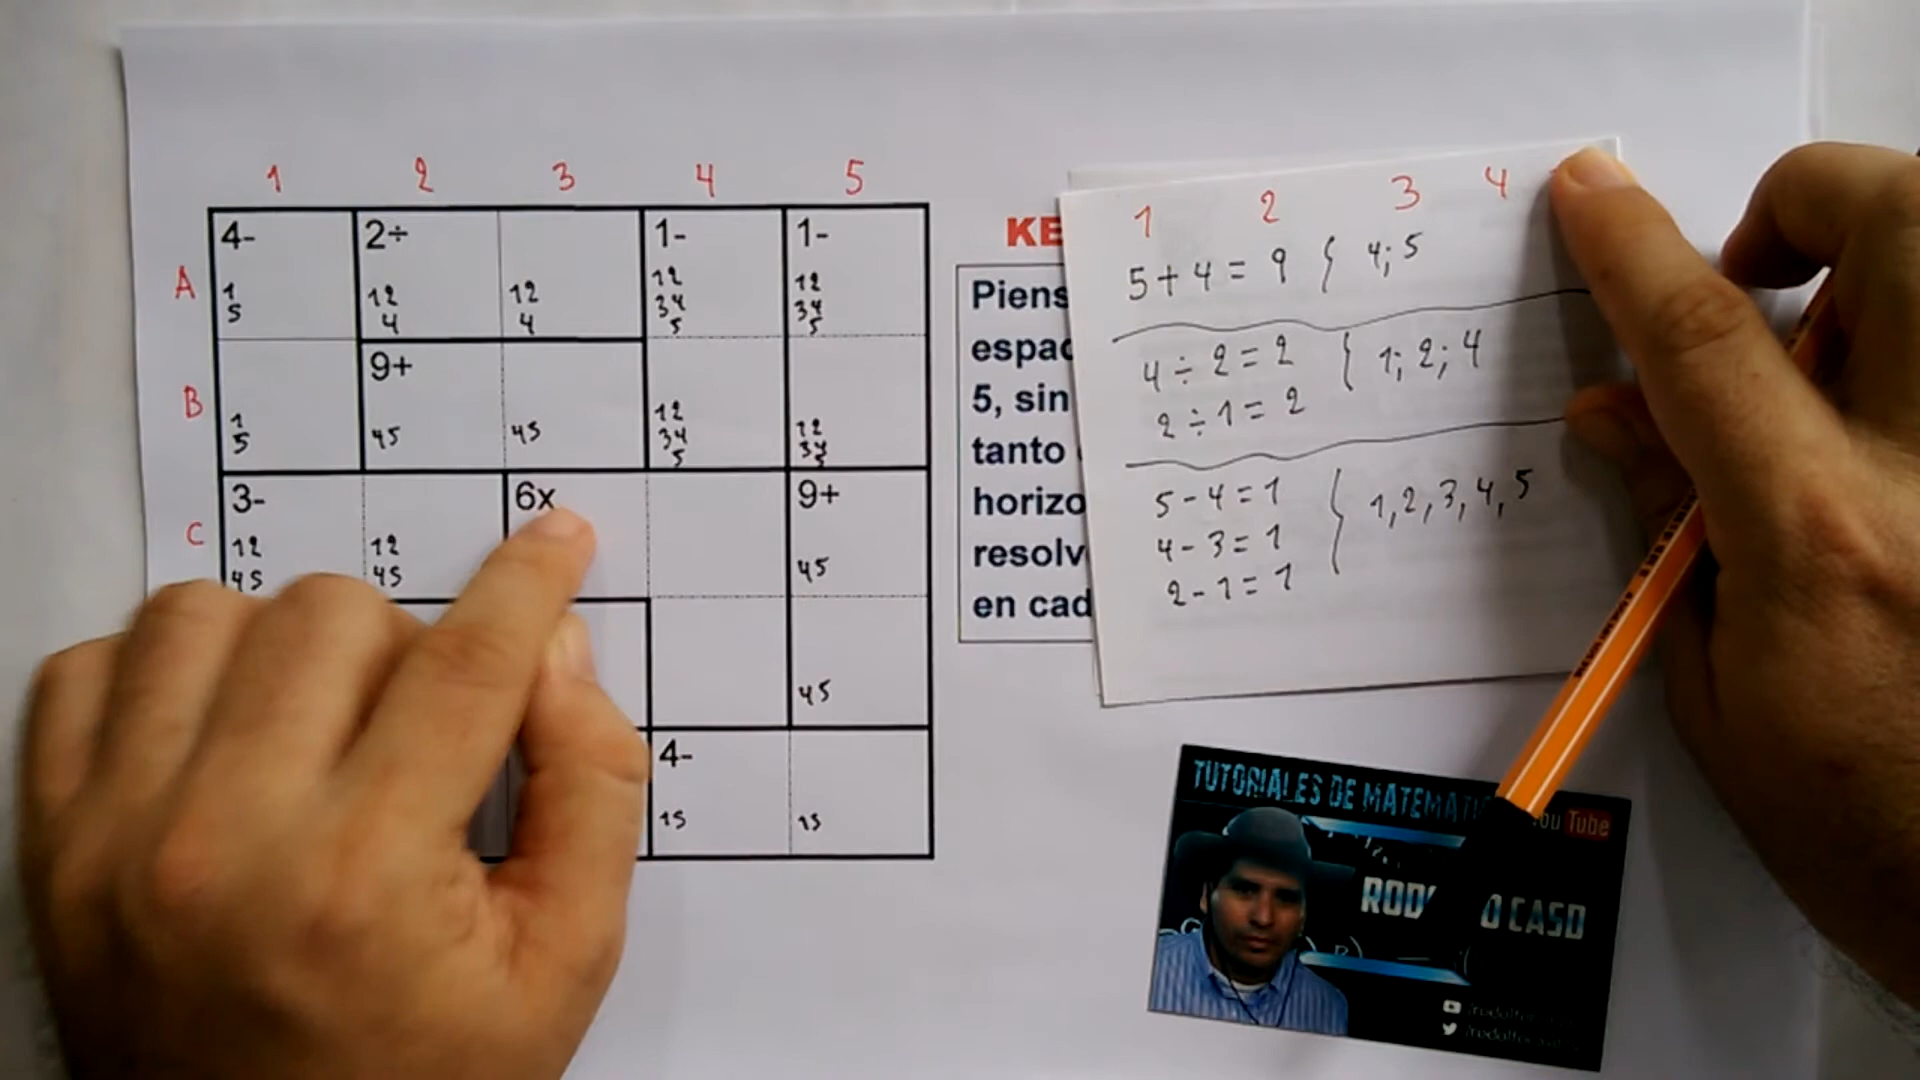 1 2 3 4 5
A
4- 2÷ 1- 1-
1 12 12 12 12
5 4 4 34 34
5 5
B
9+
1 45 45 12 12
5 34 34
5 5
C
3- 6x 9+
12 12 45
45 45
45
4-
15 15
KE
Piens
espac
5, sin
tanto
horizo
resolv
en cad
1 2 3 4
5+4=9 { 4;5
4÷2=2 { 1;2;4
2÷1=2
5-4=1 { 1,2,3,4,5
4-3=1
2-1=1
TUTORIALES DE MATEMATI
You Tube
ROD O CASO